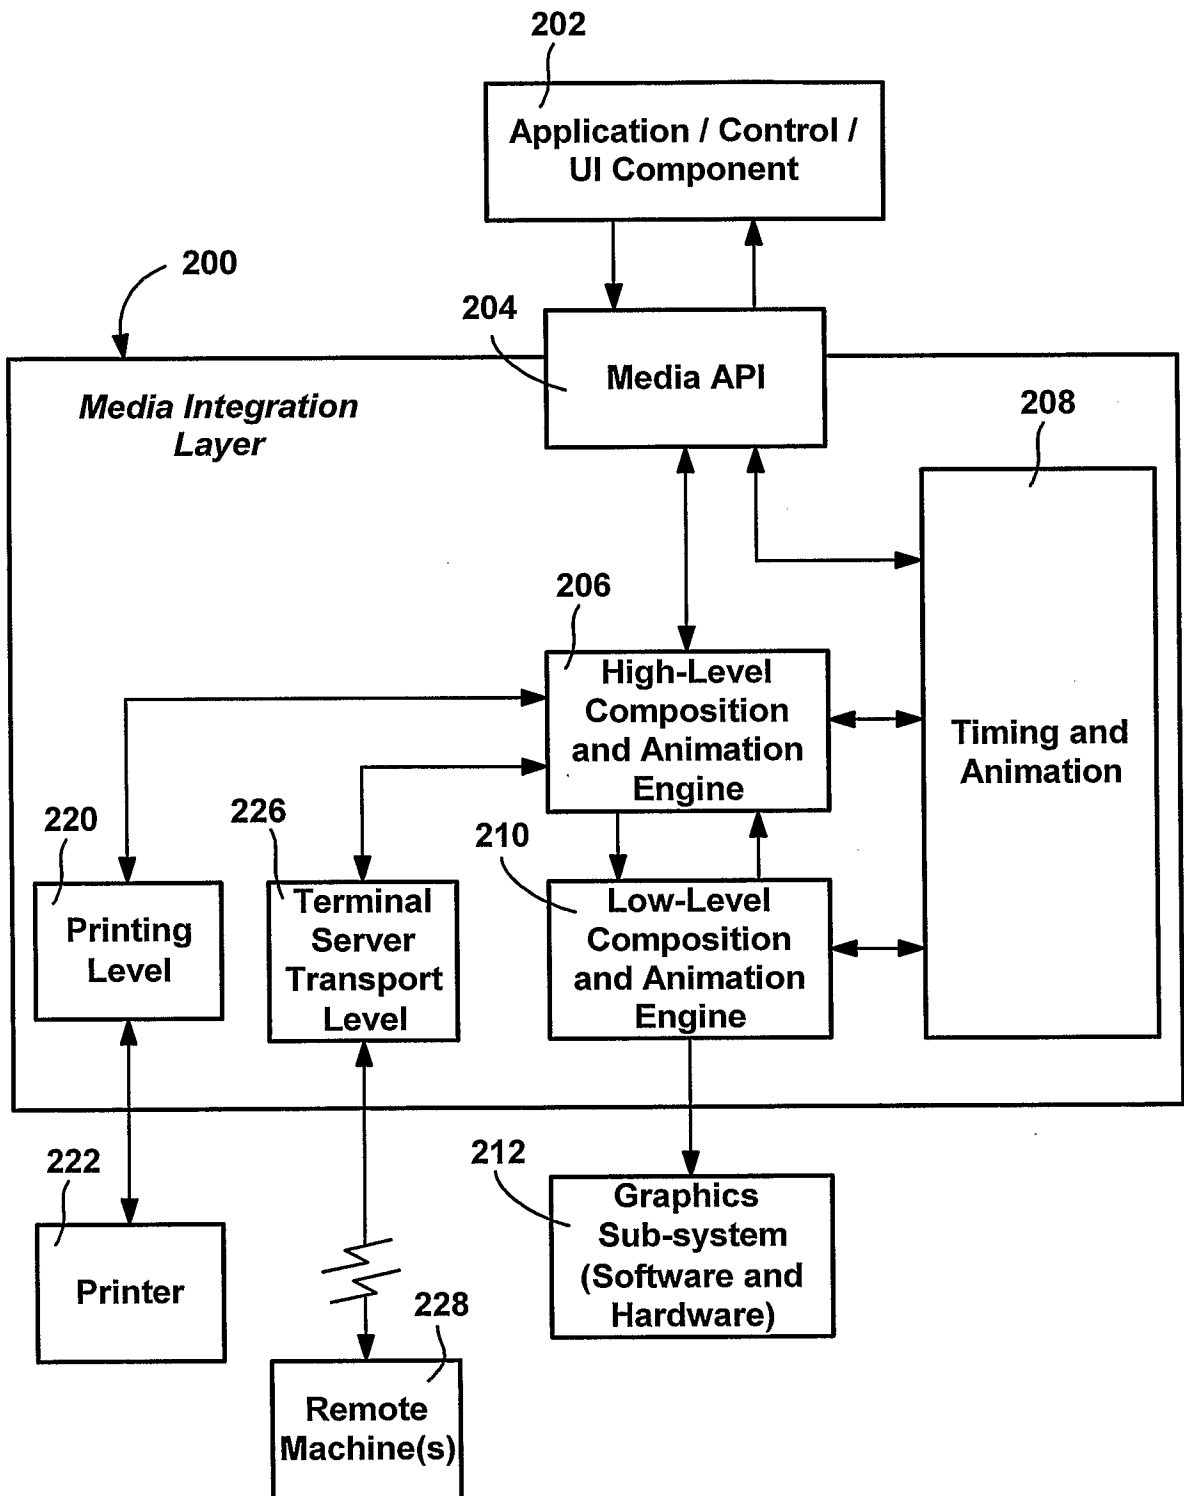 202
Application / Control /
UI Component
200
204
Media API
Media Integration
Layer
208
206
High-Level
Composition
and Animation
Engine
Timing and
Animation
220
226
210
Printing
Level
Terminal
Server
Transport
Level
Low-Level
Composition
and Animation
Engine
222
212
Printer
Graphics
Sub-system
(Software and
Hardware)
228
Remote
Machine(s)